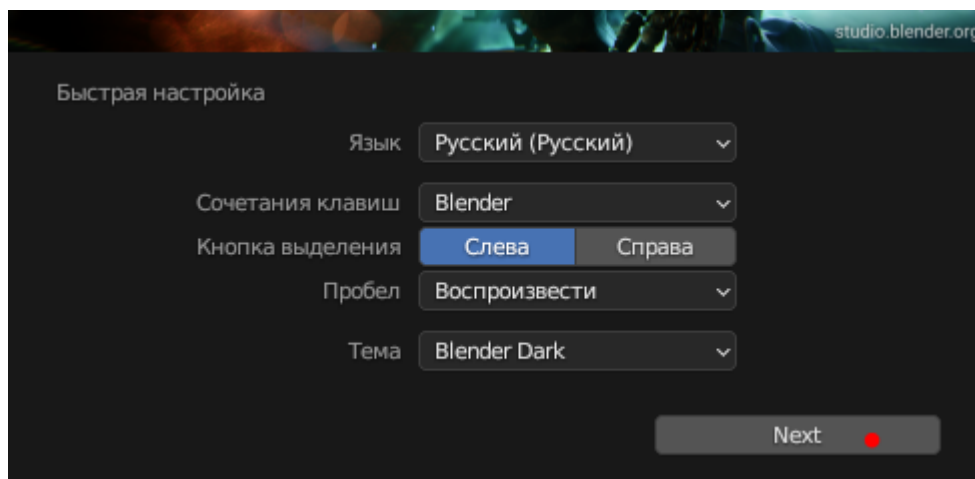 studio.blender.org
Быстрая настройка
Язык Русский (Русский)
Сочетания клавиш Blender
Кнопка выделения Слева Справа
Пробел Воспроизвести
Тема Blender Dark
Next